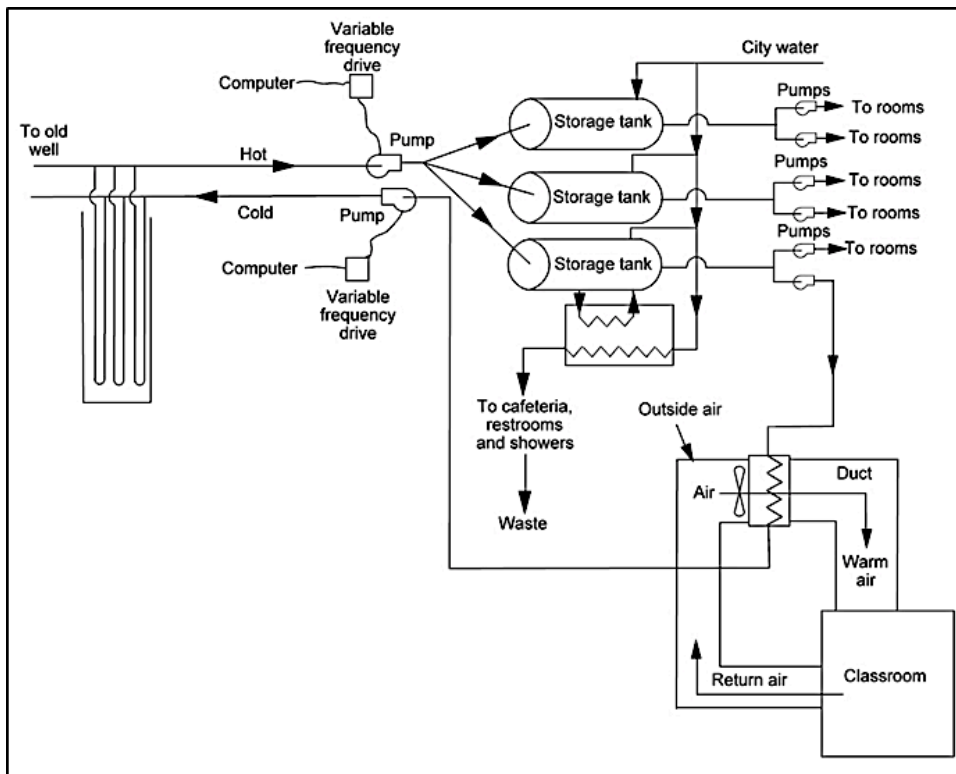 Variable
frequency
drive
Computer
City water
Pumps
To rooms
To rooms
Storage tank
To old
well
Hot
Pump
Pumps
To rooms
To rooms
Storage tank
Cold
Pump
Pumps
To rooms
Storage tank
Computer
Variable
frequency
drive
To cafeteria,
restrooms
and showers
Waste
Outside air
Air
Duct
Warm
air
Return air
Classroom